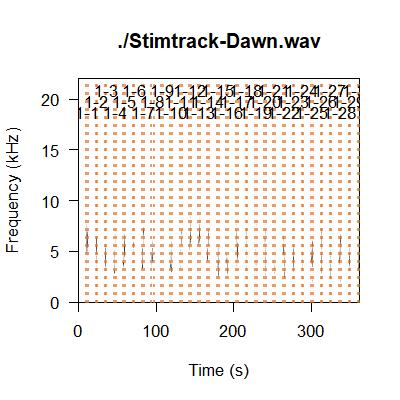 ./Stimtrack-Dawn.wav
1-3 1-6 1-9 1-12 1-15 1-18 1-21 1-24 1-27
1-2 1-5 1-8 1-11 1-14 1-17 1-20 1-23 1-26 1-29
1-1 1-4 1-7 1-10 1-13 1-16 1-19 1-22 1-25 1-28
20
15
10
5
0
Frequency (kHz)
0 100 200 300
Time (s)